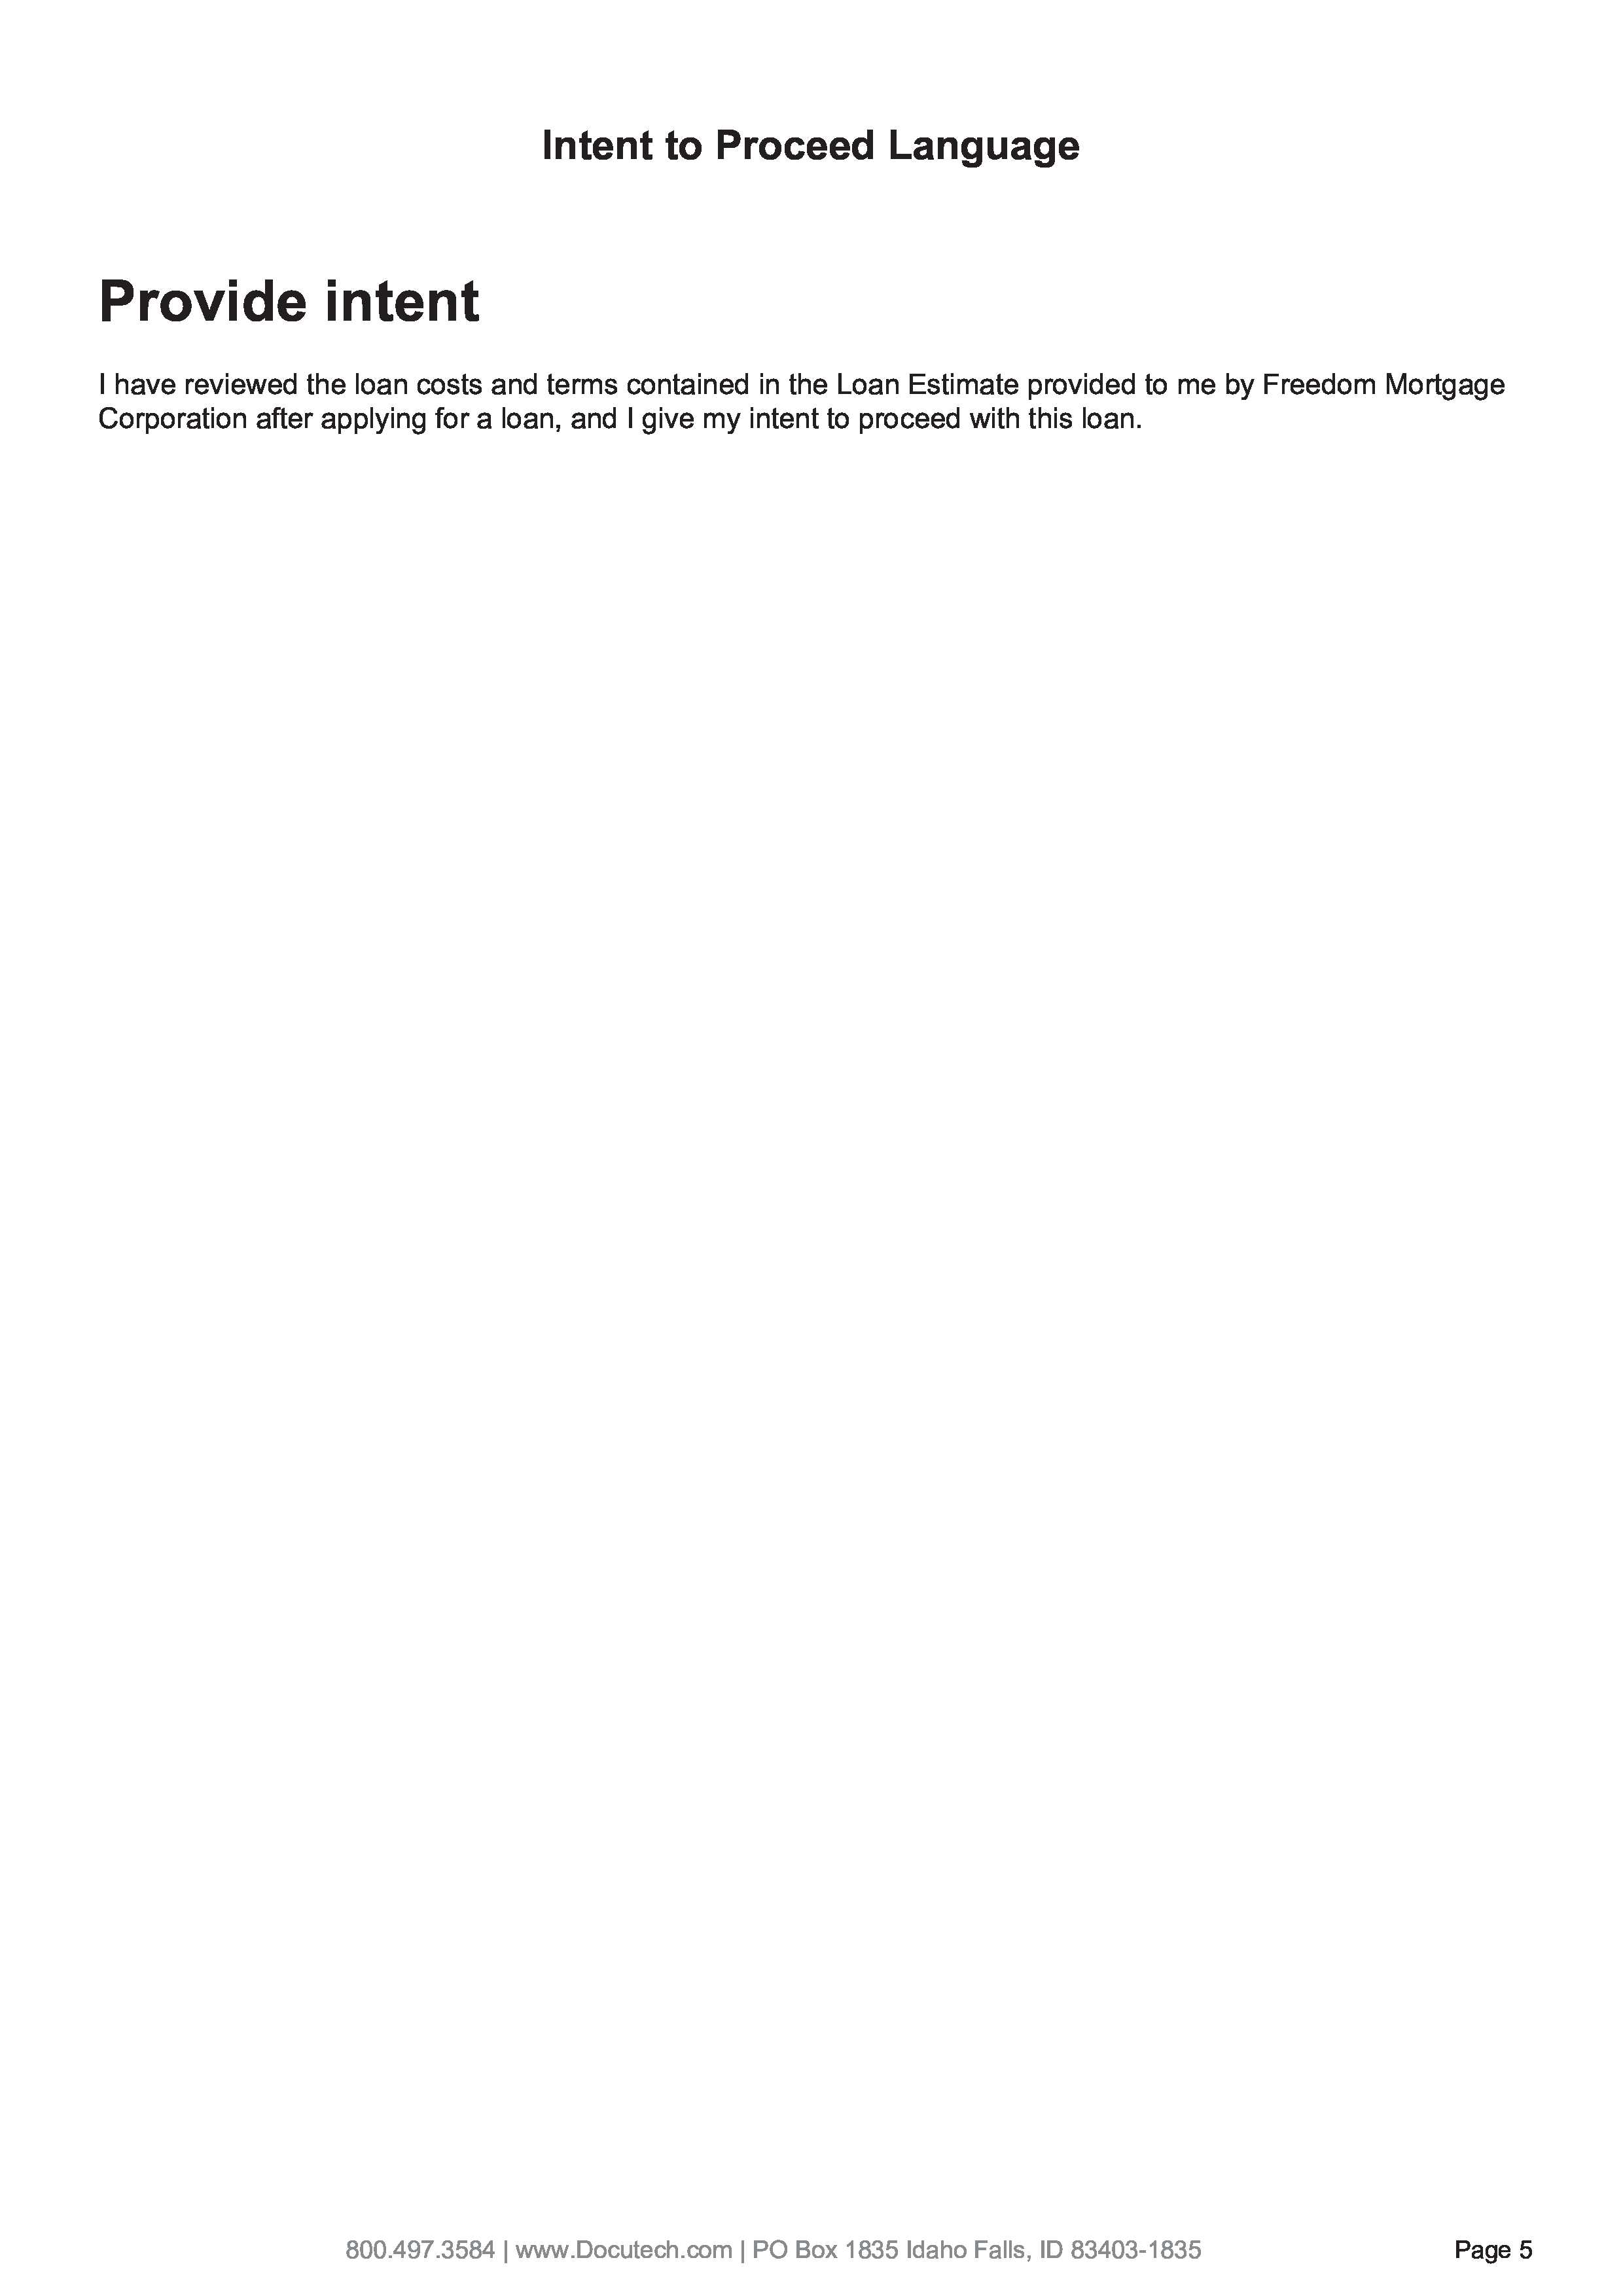 Intent to Proceed Language
Provide intent
I have reviewed the loan costs and terms contained in the Loan Estimate provided to me by Freedom Mortgage
Corporation after applying for a loan, and I give my intent to proceed with this loan.
800.497.3584 | www.Docutech.com | PO Box 1835 Idaho Falls, ID 83403-1835 Page 5